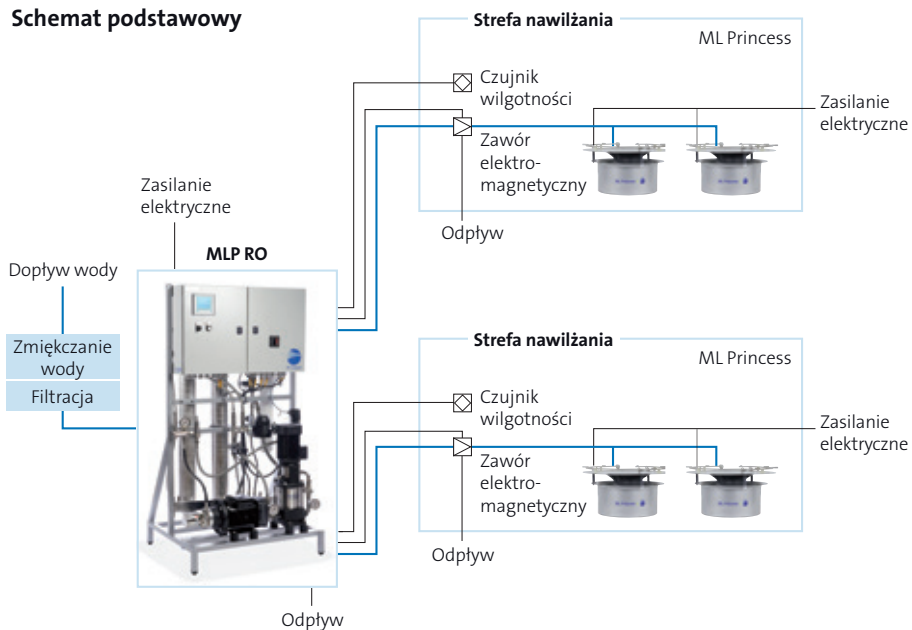 Schemat podstawowy
Strefa nawilżania
ML Princess
Czujnik
wilgotności
Zasilanie
elektryczne
Zawór
elektro-
magnetyczny
Odpływ
Zasilanie
elektryczne
MLP RO
Dopływ wody
Zmiękczanie
wody
Filtracja
Strefa nawilżania
ML Princess
Czujnik
wilgotności
Zasilanie
elektryczne
Zawór
elektro-
magnetyczny
Odpływ
Odpływ